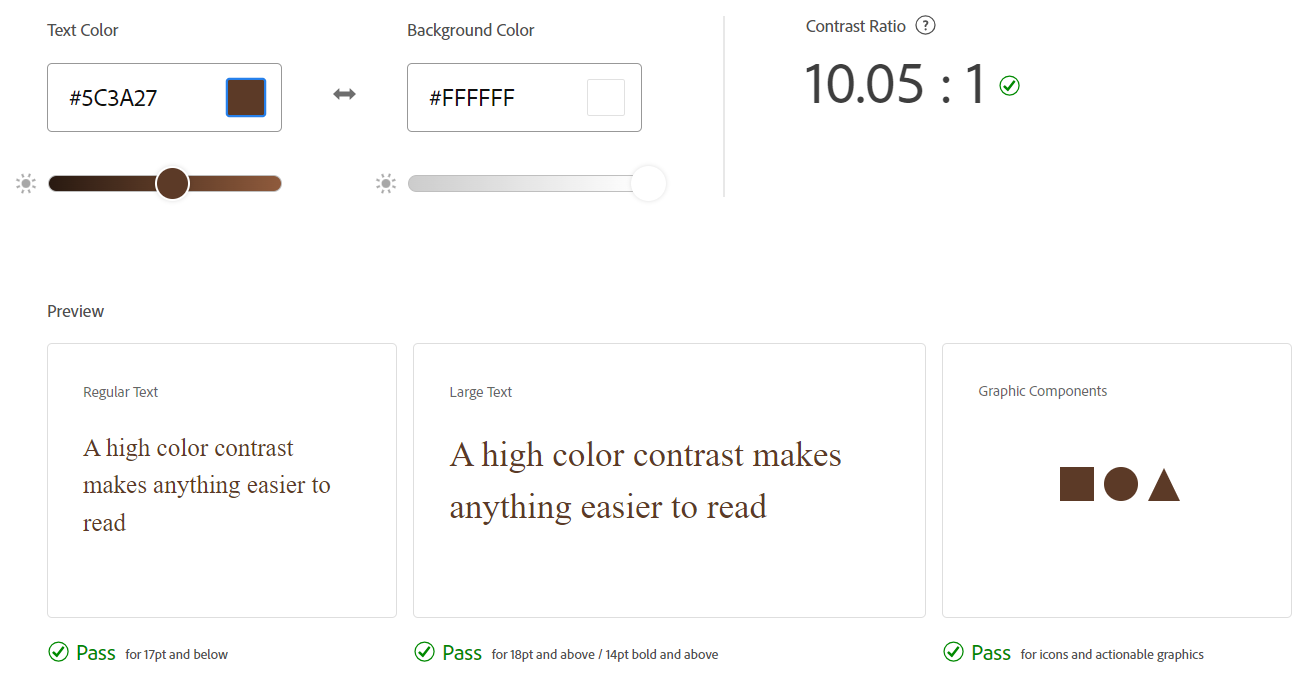 Text Color
Background Color
Contrast Ratio ?
#5C3A27
#FFFFFF
10.05 : 1
Preview
Regular Text
A high color contrast
makes anything easier to
read
Large Text
A high color contrast makes
anything easier to read
Graphic Components
Pass for 17pt and below
Pass for 18pt and above / 14pt bold and above
Pass for icons and actionable graphics